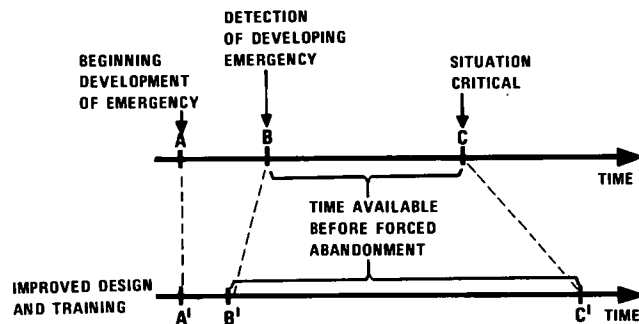 DETECTION
OF DEVELOPING
EMERGENCY
BEGINNING
DEVELOPMENT
OF EMERGENCY
SITUATION
CRITICAL
A
B
C
TIME
TIME AVAILABLE
BEFORE FORCED
ABANDONMENT
IMPROVED DESIGN
AND TRAINING
A'
B'
C'
TIME